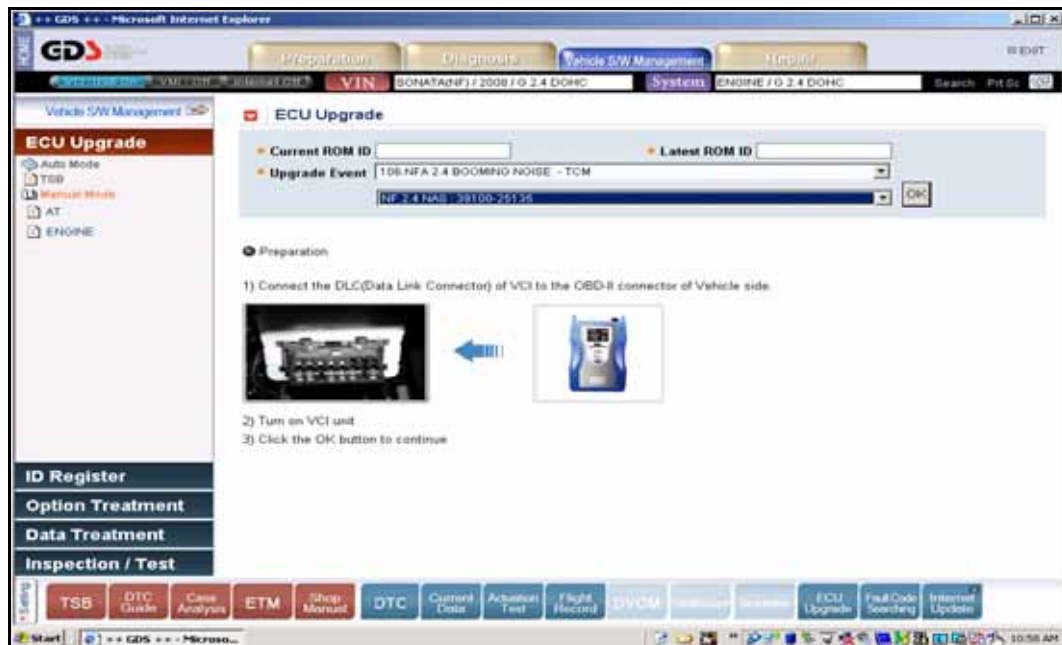 ++ GDS ++ - Microsoft Internet Explorer
HOME
GDS
Preparation
Diagnosis
Vehicle S/W Management
Repair
EXIT
VIN
SONATA(NF) / 2008 / G 2.4 DOHC
System
ENGINE / G 2.4 DOHC
Search Prt Sc
Vehicle S/W Management
ECU Upgrade
Auto Mode
TSB
Manual Mode
AT
ENGINE
ID Register
Option Treatment
Data Treatment
Inspection / Test
ECU Upgrade
Current ROM ID
Latest ROM ID
Upgrade Event
106.NFA 2.4 BOOMING NOISE - TCM
NF 2.4 NAS : 39100-25135
OK
Preparation
1) Connect the DLC(Data Link Connector) of VCI to the OBD-II connector of Vehicle side.
2) Turn on VCI unit
3) Click the OK button to continue
Setup
TSB
DTC Guide
Case Analysis
ETM
Shop Manual
DTC
Current Data
Actuation Test
Flight Record
DVOM
ECU Upgrade
Fault Code Searching
Internet Update
Start
++ GDS ++ - Microso...
10:58 AM